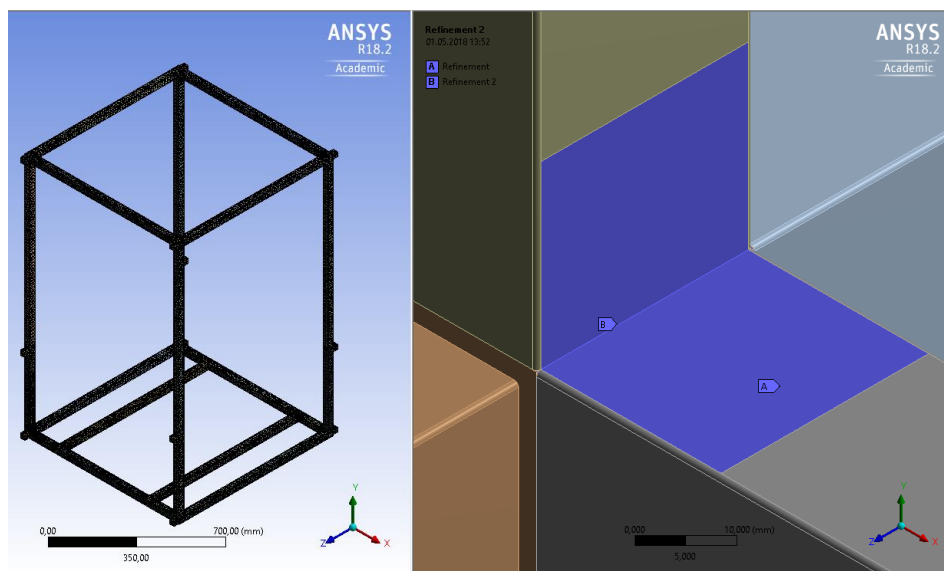 ANSYS
R18.2
Academic
Y
Z
X
0,00
700,00 (mm)
350,00
Refinement 2
01.05.2018 13:52
A Refinement
B Refinement 2
ANSYS
R18.2
Academic
B
A
Y
Z
X
0,000
10,000 (mm)
5,000